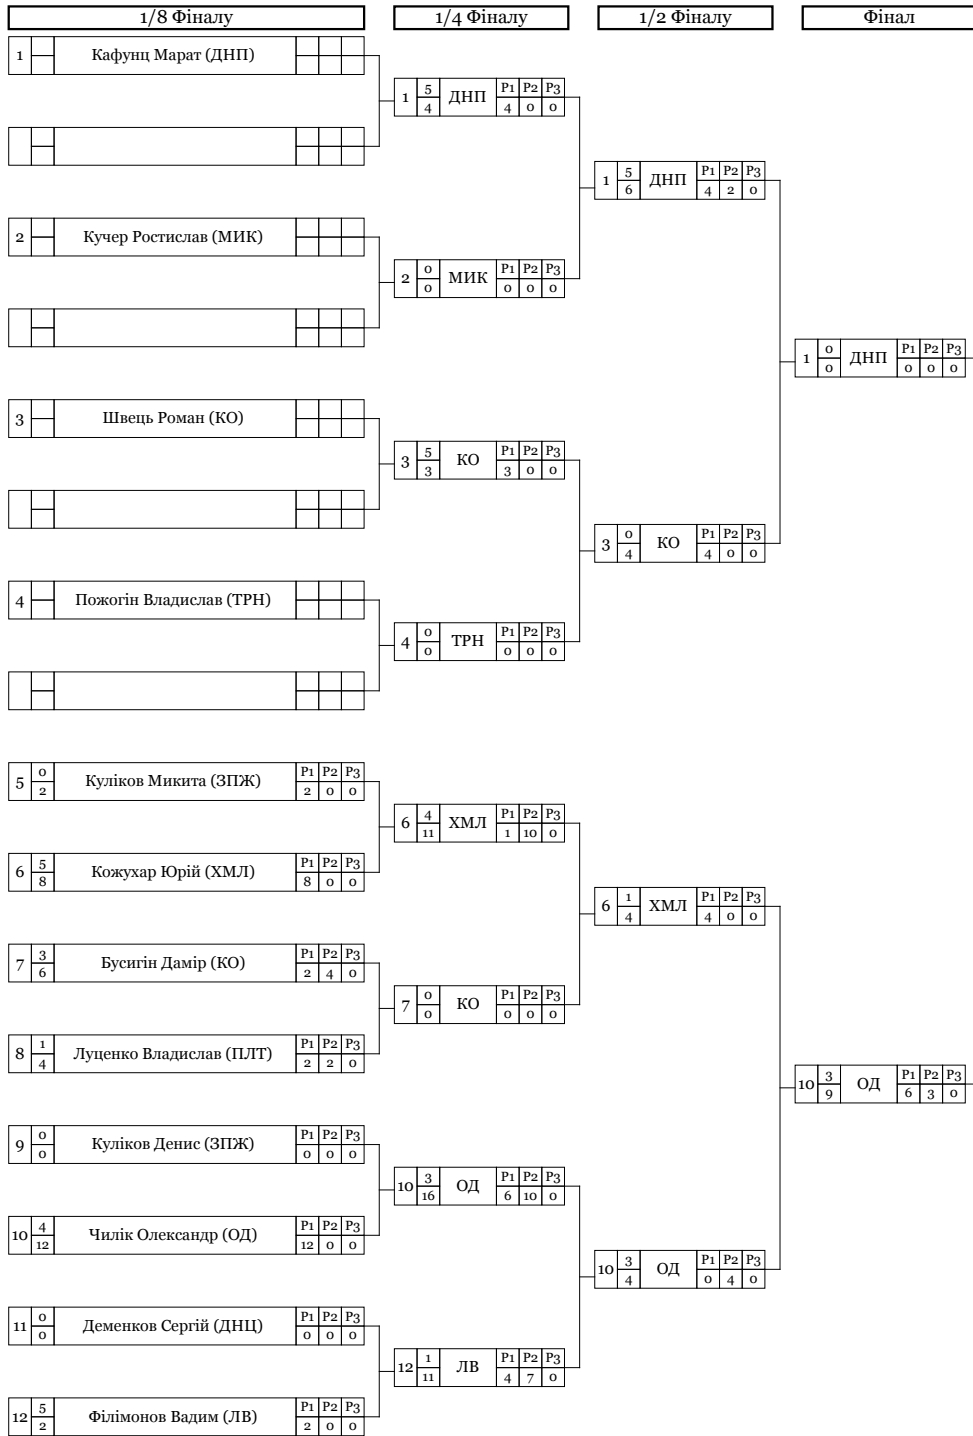 1/8 Фіналу 1/4 Фіналу 1/2 Фіналу Фінал
1 Кафунц Марат (ДНП)
1 5 4 ДНП P1 P2 P3 4 0 0
1 5 6 ДНП P1 P2 P3 4 2 0
2 Кучер Ростислав (МИК)
2 0 0 МИК P1 P2 P3 0 0 0
1 0 0 ДНП P1 P2 P3 0 0 0
3 Швець Роман (КО)
3 5 3 КО P1 P2 P3 3 0 0
3 0 4 КО P1 P2 P3 4 0 0
4 Пожогін Владислав (ТРН)
4 0 0 ТРН P1 P2 P3 0 0 0
5 0 2 Куліков Микита (ЗПЖ) P1 P2 P3 2 0 0
6 4 11 ХМЛ P1 P2 P3 1 10 0
6 5 8 Кожухар Юрій (ХМЛ) P1 P2 P3 8 0 0
6 1 4 ХМЛ P1 P2 P3 4 0 0
7 3 6 Бусигін Дамір (КО) P1 P2 P3 2 4 0
7 0 0 КО P1 P2 P3 0 0 0
8 1 4 Луценко Владислав (ПЛТ) P1 P2 P3 2 2 0
10 3 9 ОД P1 P2 P3 6 3 0
9 0 0 Куліков Денис (ЗПЖ) P1 P2 P3 0 0 0
10 3 16 ОД P1 P2 P3 6 10 0
10 4 12 Чилік Олександр (ОД) P1 P2 P3 12 0 0
10 3 4 ОД P1 P2 P3 0 4 0
11 0 0 Деменков Сергій (ДНЦ) P1 P2 P3 0 0 0
12 1 11 ЛВ P1 P2 P3 4 7 0
12 5 2 Філімонов Вадим (ЛВ) P1 P2 P3 2 0 0